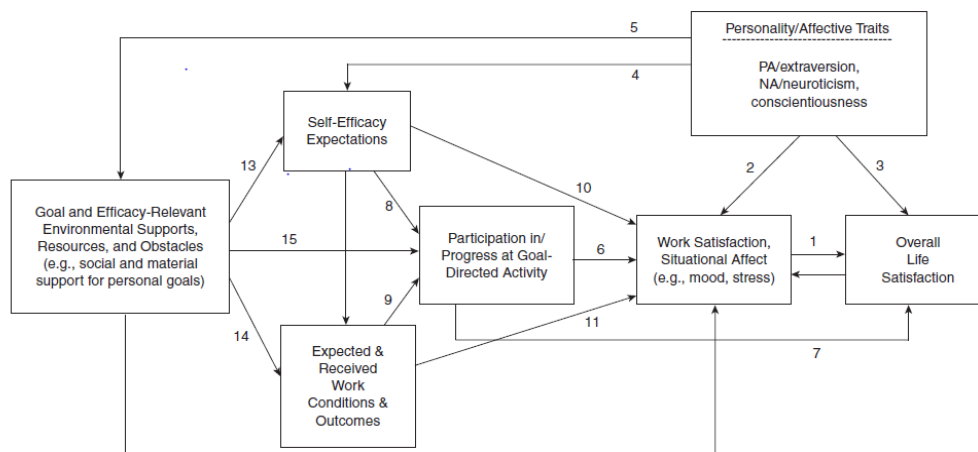 5
Personality/Affective Traits
PA/extraversion,
NA/neuroticism,
conscientiousness
4
Self-Efficacy
Expectations
13
2
3
10
8
Goal and Efficacy-Relevant
Environmental Supports,
Resources, and Obstacles
(e.g., social and material
support for personal goals)
15
Participation in/
Progress at Goal-
Directed Activity
6
Work Satisfaction,
Situational Affect
(e.g., mood, stress)
1
Overall
Life
Satisfaction
9
14
11
7
Expected &
Received
Work
Conditions &
Outcomes